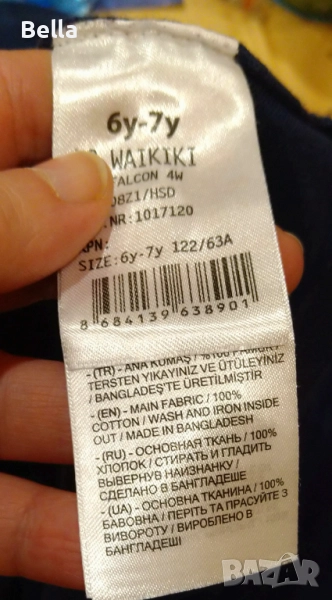 Bella
6y-7y
WAIKIKI
FALCON 4W
08Z1/HSD
NR: 1017120
SIZE: 6y-7y 122/63A
8 684139 638901
- (TR) - ANA KUMAŞ / %100 PAMUK /
TERSTEN YIKAYINIZ VE ÜTÜLEYİNİZ
/ BANGLADEŞ'TE ÜRETİLMİŞTİR
- (EN) - MAIN FABRIC / 100%
COTTON / WASH AND IRON INSIDE
OUT / MADE IN BANGLADESH
- (RU) - ОСНОВНАЯ ТКАНЬ / 100%
ХЛОПОК / СТИРАТЬ И ГЛАДИТЬ
ВЫВЕРНУВ НАИЗНАНКУ /
СДЕЛАНО В БАНГЛАДЕШЕ
- (UA) - ОСНОВНА ТКАНИНА / 100%
БАВОВНА / ПЕРІТЬ ТА ПРАСУЙТЕ З
ВИВОРОТУ / ВИРОБЛЕНО В
БАНГЛАДЕШІ
BAZAR